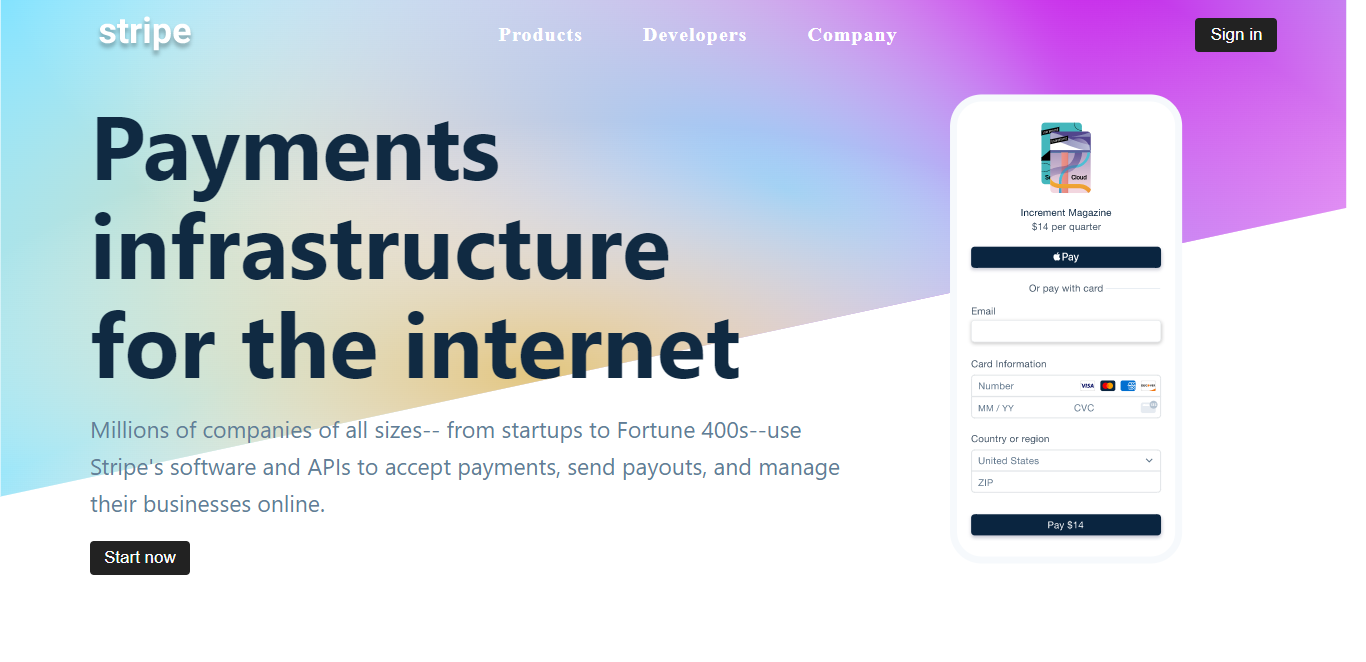 stripe
Products Developers Company
Sign in
Payments
infrastructure
for the internet
Millions of companies of all sizes-- from startups to Fortune 400s--use
Stripe's software and APIs to accept payments, send payouts, and manage
their businesses online.
Start now
Cloud
Increment Magazine
$14 per quarter
Pay
Or pay with card
Email
Card Information
Number VISA
MM / YY CVC
Country or region
United States
ZIP
Pay $14